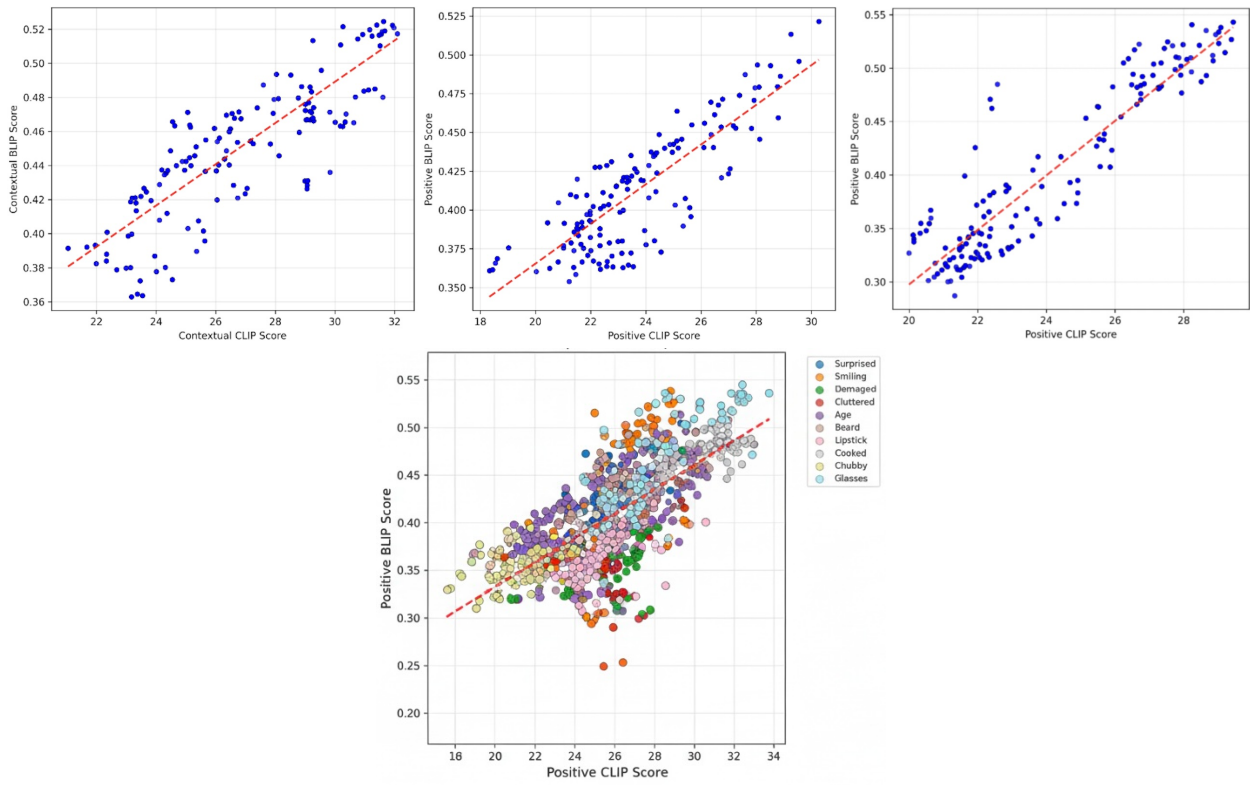 Contextual BLIP Score
0.52
0.50
0.48
0.46
0.44
0.42
0.40
0.38
0.36
22 24 26 28 30 32
Contextual CLIP Score
Positive BLIP Score
0.525
0.500
0.475
0.450
0.425
0.400
0.375
0.350
18 20 22 24 26 28 30
Positive CLIP Score
Positive BLIP Score
0.55
0.50
0.45
0.40
0.35
0.30
20 22 24 26 28
Positive CLIP Score
Positive BLIP Score
0.55
0.50
0.45
0.40
0.35
0.30
0.25
0.20
18 20 22 24 26 28 30 32 34
Positive CLIP Score
Surprised
Smiling
Demaged
Cluttered
Age
Beard
Lipstick
Cooked
Chubby
Glasses